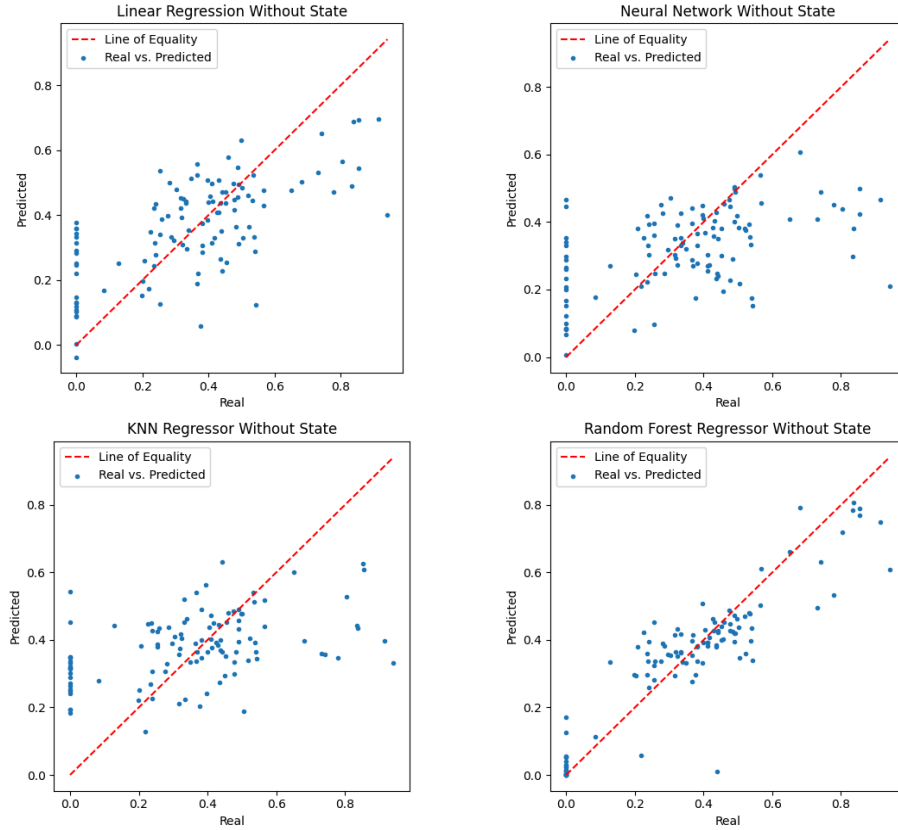 Linear Regression Without State
Line of Equality
Real vs. Predicted
Predicted
0.8
0.6
0.4
0.2
0.0
0.0 0.2 0.4 0.6 0.8
Real
Neural Network Without State
Line of Equality
Real vs. Predicted
Predicted
0.8
0.6
0.4
0.2
0.0
0.0 0.2 0.4 0.6 0.8
Real
KNN Regressor Without State
Line of Equality
Real vs. Predicted
Predicted
0.8
0.6
0.4
0.2
0.0
0.0 0.2 0.4 0.6 0.8
Real
Random Forest Regressor Without State
Line of Equality
Real vs. Predicted
Predicted
0.8
0.6
0.4
0.2
0.0
0.0 0.2 0.4 0.6 0.8
Real